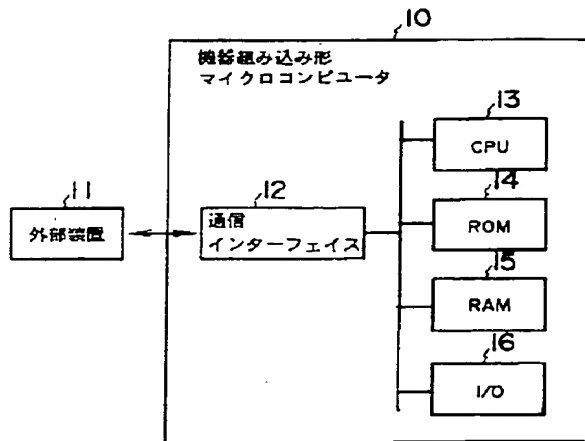 10
機器組み込み形
マイクロコンピュータ
13
CPU
11
外部装置
12
通信
インターフェイス
14
ROM
15
RAM
16
I/O